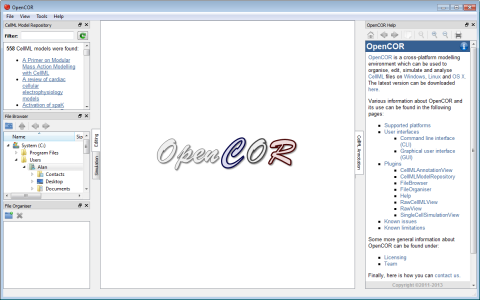 OpenCOR
File View Tools Help
CellML Model Repository
Filter:
558 CellML models were found:
A Primer on Modular
Mass Action Modelling
with CellML
A review of cardiac
cellular
electrophysiology
models
Activation of spaK
File Browser
Name
System (C:)
Program Files
Users
Alan
Contacts
Desktop
Documents
File Organiser
Editing
OpenCOR
CellML Annotation
OpenCOR Help
OpenCOR
OpenCOR is a cross-platform modelling
environment which can be used to
organise, edit, simulate and analyse
CellML files on Windows, Linux and OS X.
The latest version can be downloaded
here.
Various information about OpenCOR and
its use can be found in the following
pages:
Supported platforms
User interfaces
Command line interface
(CLI)
Graphical user interface
(GUI)
Plugins
CellMLAnnotationView
CellMLModelRepository
FileBrowser
FileOrganiser
Help
RawCellMLView
RawView
SingleCellSimulationView
Known issues
Known limitations
Some more general information about
OpenCOR can be found under:
Licensing
Team
Finally, here is how you can contact us.
Copyright ©2011-2013